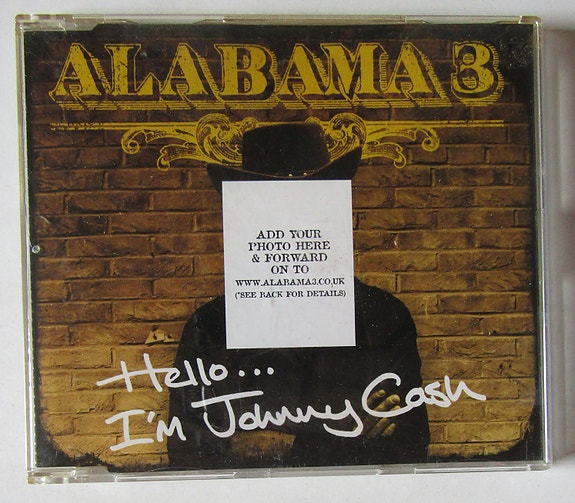 ALABAMA 3
ADD YOUR
PHOTO HERE
& FORWARD
ON TO
WWW.ALABAMA3.CO.UK
(*SEE BACK FOR DETAILS)
Hello...
I'm Johnny Cash